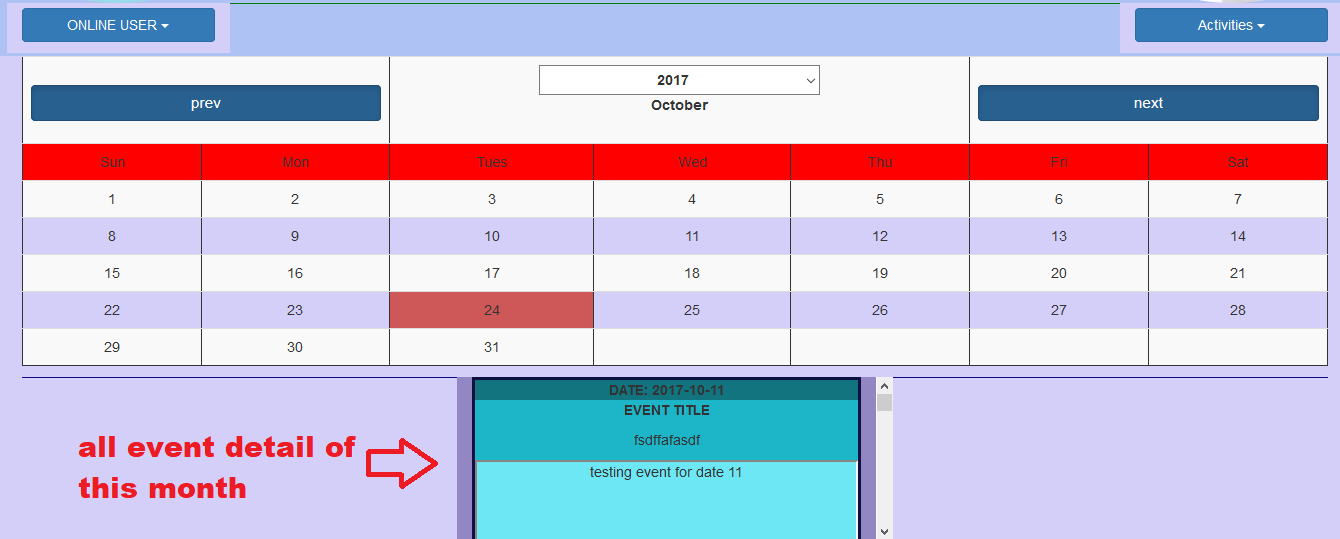 ONLINE USER
Activities
prev
2017
October
next
Sun Mon Tues Wed Thu Fri Sat
1 2 3 4 5 6 7
8 9 10 11 12 13 14
15 16 17 18 19 20 21
22 23 24 25 26 27 28
29 30 31
DATE: 2017-10-11
EVENT TITLE
fsdffafasdf
testing event for date 11
all event detail of
this month